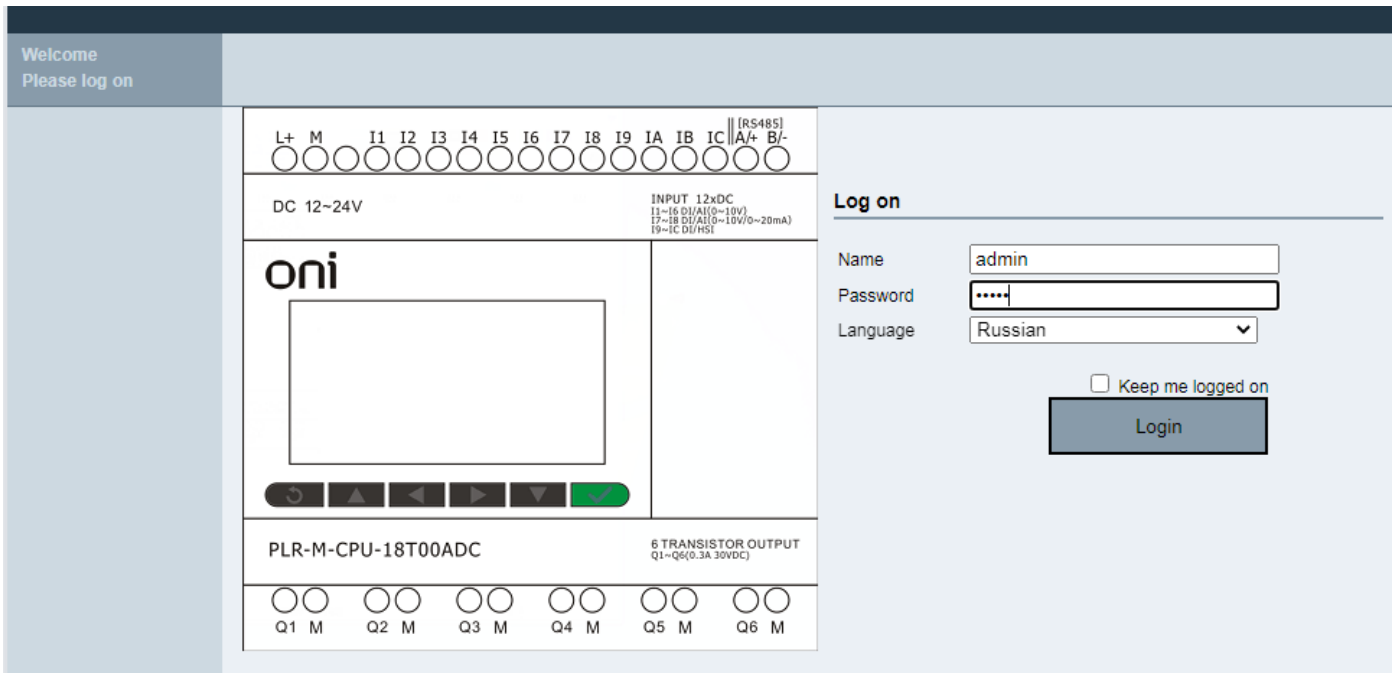 Welcome
Please log on
[RS485]
L+ M I1 I2 I3 I4 I5 I6 I7 I8 I9 IA IB IC A/+ B/-
DC 12~24V
INPUT 12xDC
I1~I6 DI/AI(0~10V)
I7~I8 DI/AI(0~10V/0~20mA)
I9~IC DI/HSI
oni
PLR-M-CPU-18T00ADC
6 TRANSISTOR OUTPUT
Q1~Q6(0.3A 30VDC)
Q1 M Q2 M Q3 M Q4 M Q5 M Q6 M
Log on
Name admin
Password •••••
Language Russian
Keep me logged on
Login